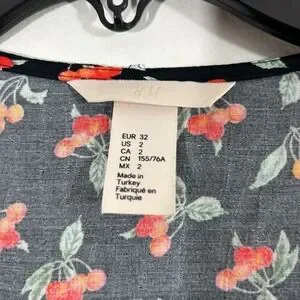 H&M
EUR 32
US 2
CA 2
CN 155/76A
MX 2
Made in
Turkey
Fabriqué en
Turquie